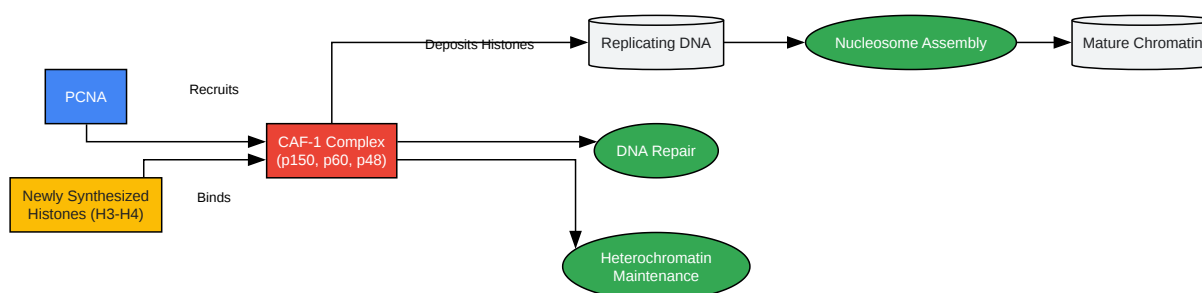 Deposits Histones
Replicating DNA
Nucleosome Assembly
Mature Chromatin
PCNA
Recruits
CAF-1 Complex
(p150, p60, p48)
DNA Repair
Newly Synthesized
Histones (H3-H4)
Binds
Heterochromatin
Maintenance